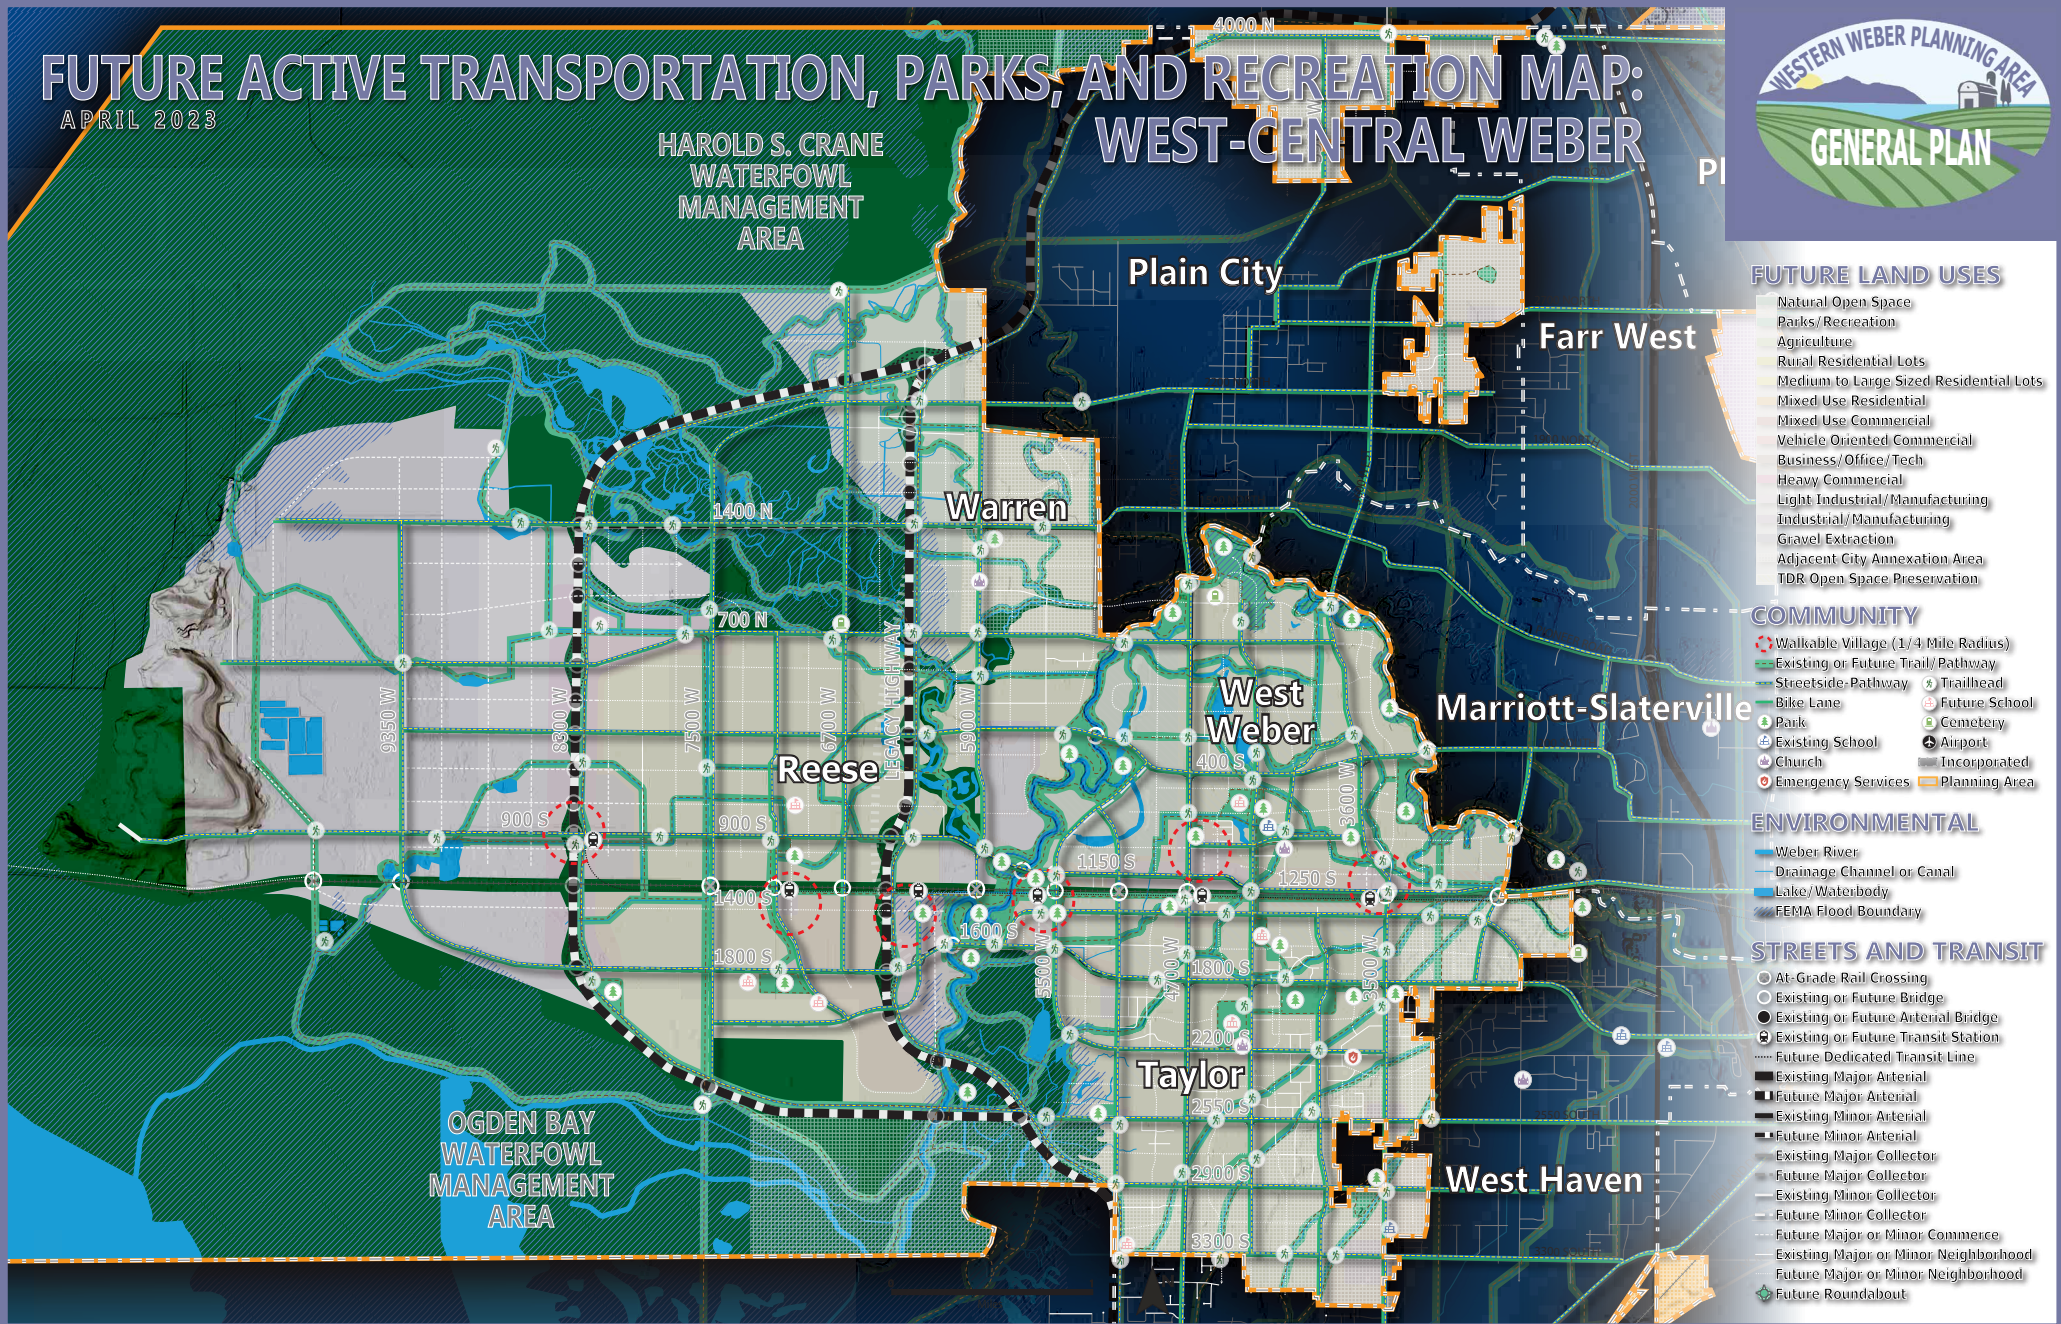 FUTURE ACTIVE TRANSPORTATION, PARKS, AND RECREATION MAP:
WEST-CENTRAL WEBER
APRIL 2023
WESTERN WEBER PLANNING AREA
GENERAL PLAN
4000 N
HAROLD S. CRANE
WATERFOWL
MANAGEMENT
AREA
Pl
Plain City
Farr West
Warren
1400 N
700 N
West
Weber
Marriott-Slaterville
Reese
9350 W
8300 W
7500 W
6700 W
LEGACY HIGHWAY
5900 W
400 S
3600 W
900 S
900 S
1150 S
1250 S
1400 S
1600 S
1800 S
1800 S
5500 W
4700 W
3500 W
2200 S
Taylor
2550 S
2900 S
3300 S
West Haven
OGDEN BAY
WATERFOWL
MANAGEMENT
AREA
FUTURE LAND USES
Natural Open Space
Parks/Recreation
Agriculture
Rural Residential Lots
Medium to Large Sized Residential Lots
Mixed Use Residential
Mixed Use Commercial
Vehicle Oriented Commercial
Business/Office/Tech
Heavy Commercial
Light Industrial/Manufacturing
Industrial/Manufacturing
Gravel Extraction
Adjacent City Annexation Area
TDR Open Space Preservation
COMMUNITY
Walkable Village (1/4 Mile Radius)
Existing or Future Trail/Pathway
Streetside-Pathway
Trailhead
Bike Lane
Future School
Park
Cemetery
Existing School
Airport
Church
Incorporated
Emergency Services
Planning Area
ENVIRONMENTAL
Weber River
Drainage Channel or Canal
Lake/Waterbody
FEMA Flood Boundary
STREETS AND TRANSIT
At-Grade Rail Crossing
Existing or Future Bridge
Existing or Future Arterial Bridge
Existing or Future Transit Station
Future Dedicated Transit Line
Existing Major Arterial
Future Major Arterial
Existing Minor Arterial
Future Minor Arterial
Existing Major Collector
Future Major Collector
Existing Minor Collector
Future Minor Collector
Future Major or Minor Commerce
Existing Major or Minor Neighborhood
Future Major or Minor Neighborhood
Future Roundabout